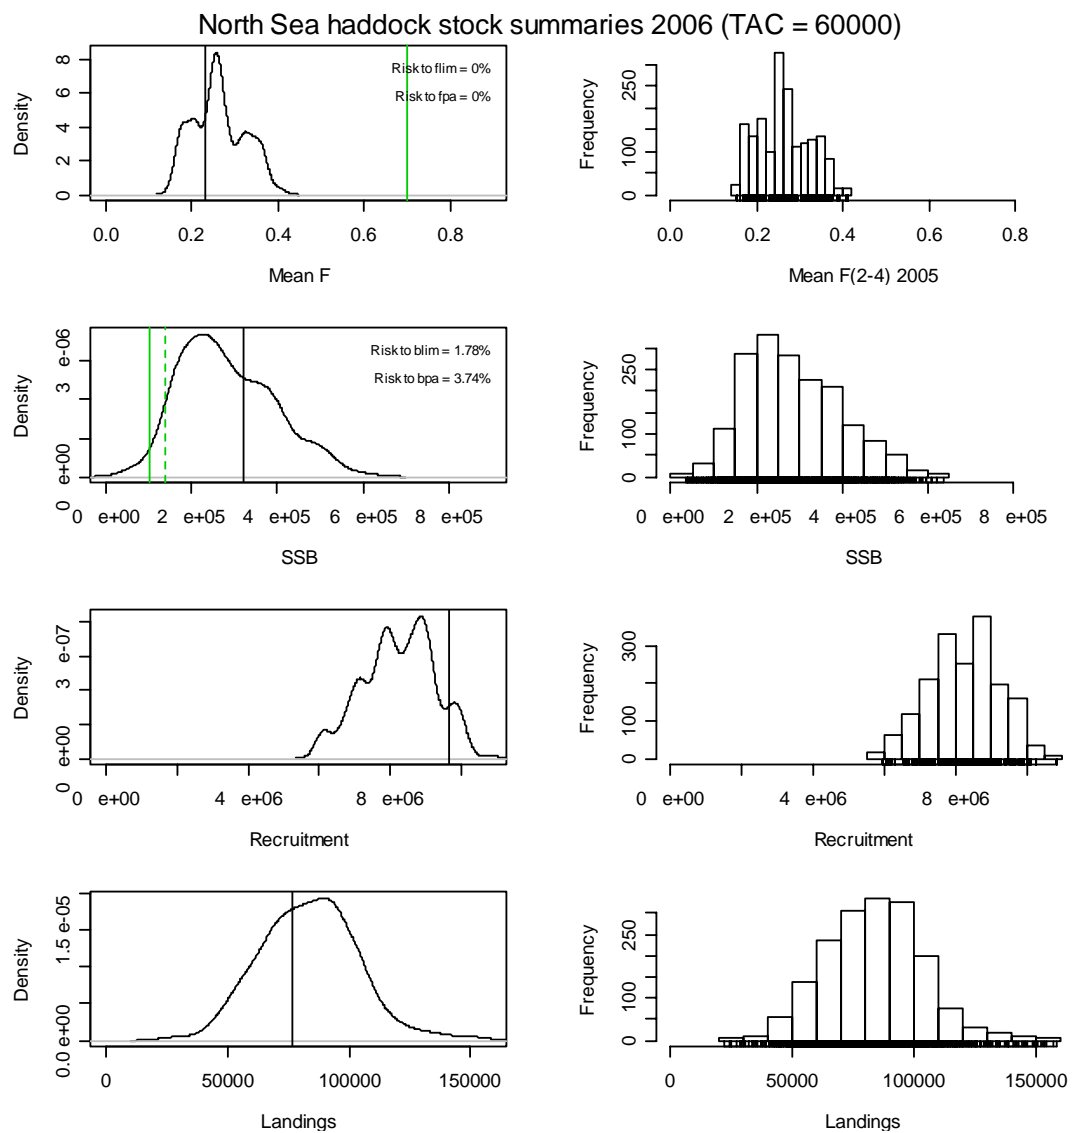 North Sea haddock stock summaries 2006 (TAC = 60000)
Density
8
6
4
2
0
Risk to flim = 0%
Risk to fpa = 0%
0.0 0.2 0.4 0.6 0.8
Mean F
Frequency
250
100
0
0.0 0.2 0.4 0.6 0.8
Mean F(2-4) 2005
Density
3 e-06
0 e+00
Risk to blim = 1.78%
Risk to bpa = 3.74%
0 e+00 2 e+05 4 e+05 6 e+05 8 e+05
SSB
Frequency
250
100
0
0 e+00 2 e+05 4 e+05 6 e+05 8 e+05
SSB
Density
3 e-07
0 e+00
0 e+00 4 e+06 8 e+06
Recruitment
Frequency
300
100
0
0 e+00 4 e+06 8 e+06
Recruitment
Density
1.5 e-05
0.0 e+00
0 50000 100000 150000
Landings
Frequency
250
100
0
0 50000 100000 150000
Landings